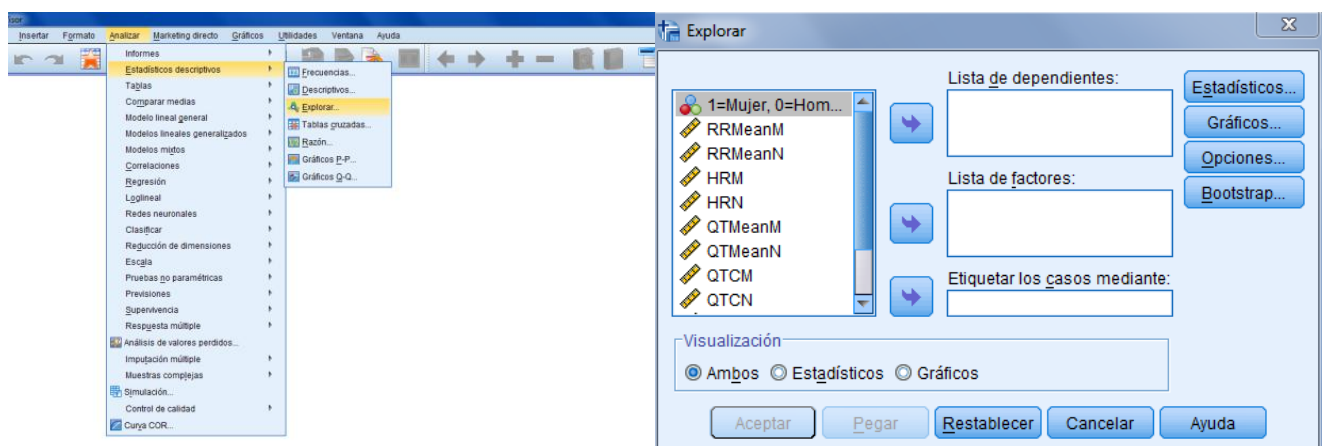 isor
Insertar Formato Analizar Marketing directo Gráficos Utilidades Ventana Ayuda
Informes
Estadísticos descriptivos
Tablas
Comparar medias
Modelo lineal general
Modelos lineales generalizados
Modelos mixtos
Correlaciones
Regresión
Loglineal
Redes neuronales
Clasificar
Reducción de dimensiones
Escala
Pruebas no paramétricas
Previsiones
Supervivencia
Respuesta múltiple
Análisis de valores perdidos...
Imputación múltiple
Muestras complejas
Simulación...
Control de calidad
Curva COR...
Frecuencias...
Descriptivos...
Explorar...
Tablas cruzadas...
Razón...
Gráficos P-P...
Gráficos Q-Q...
Explorar
1=Mujer, 0=Hom...
RRMeanM
RRMeanN
HRM
HRN
QTMeanM
QTMeanN
QTCM
QTCN
Lista de dependientes:
Lista de factores:
Etiquetar los casos mediante:
Estadísticos...
Gráficos...
Opciones...
Bootstrap...
Visualización
Ambos Estadísticos Gráficos
Aceptar Pegar Restablecer Cancelar Ayuda